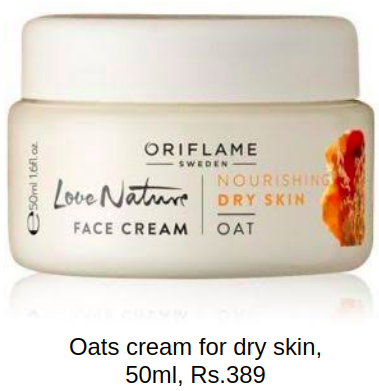 ORIFLAME
SWEDEN
Love Nature
FACE CREAM
NOURISHING
DRY SKIN
OAT
℮50ml 1.6fl.oz.
Oats cream for dry skin,
50ml, Rs.389